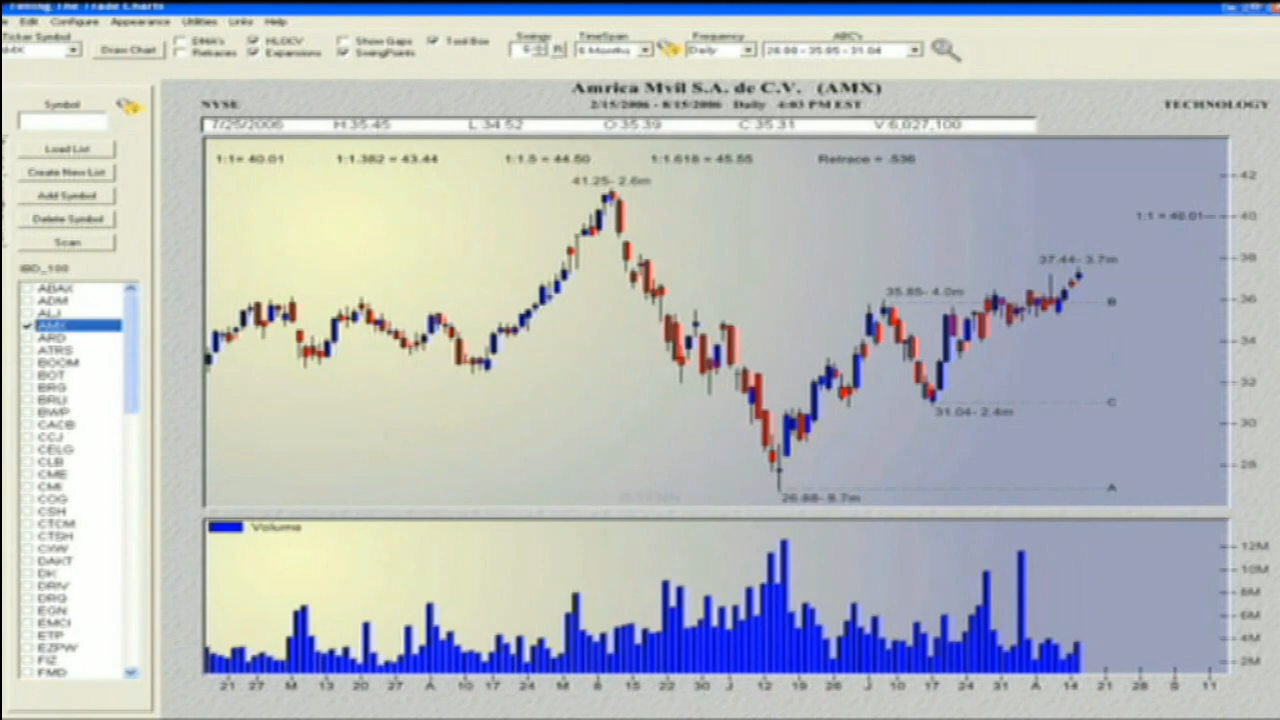 Timing The Trade Charts
Edit Configure Appearance Utilities Links Help
Ticker Symbol
AMX
Draw Chart
DMA's HLOCV Show Gaps Tool Box
Retraces Expansions SwingPoints
Swings
TimeSpan
6 Months
Frequency
Daily
ABC's
26.88 - 35.85 - 31.04
Symbol
Load List
Create New List
Add Symbol
Delete Symbol
Scan
IBD_100
ABAX
ADM
ALJ
AMX
ARD
ATRS
BOOM
BOT
BRG
BRLI
BWP
CACB
CCJ
CELG
CLB
CME
CMI
COG
CSH
CTCM
CTSH
CXW
DAKT
DK
DRIV
DRQ
EGN
EMCI
ETP
EZPW
FIZ
FMD
Amrica Mvil S.A. de C.V. (AMX)
NYSE
2/15/2006 - 8/15/2006 Daily 4:03 PM EST
TECHNOLOGY
7/25/2006 H:35.45 L:34.52 O:35.39 C:35.31 V:6,027,100
1:1= 40.01 1:1.382 = 43.44 1:1.5 = 44.50 1:1.618 = 45.55 Retrace = .536
41.25- 2.6m
1:1 = 40.01
37.44- 3.7m
35.85- 4.0m
B
C
31.04- 2.4m
A
26.88- 8.7m
42
40
38
36
34
32
30
28
Volume
12M
10M
8M
6M
4M
2M
21 27 M 13 20 27 A 10 17 24 M 8 15 22 30 J 12 19 26 J 10 17 24 31 A 14 21 28 S 11